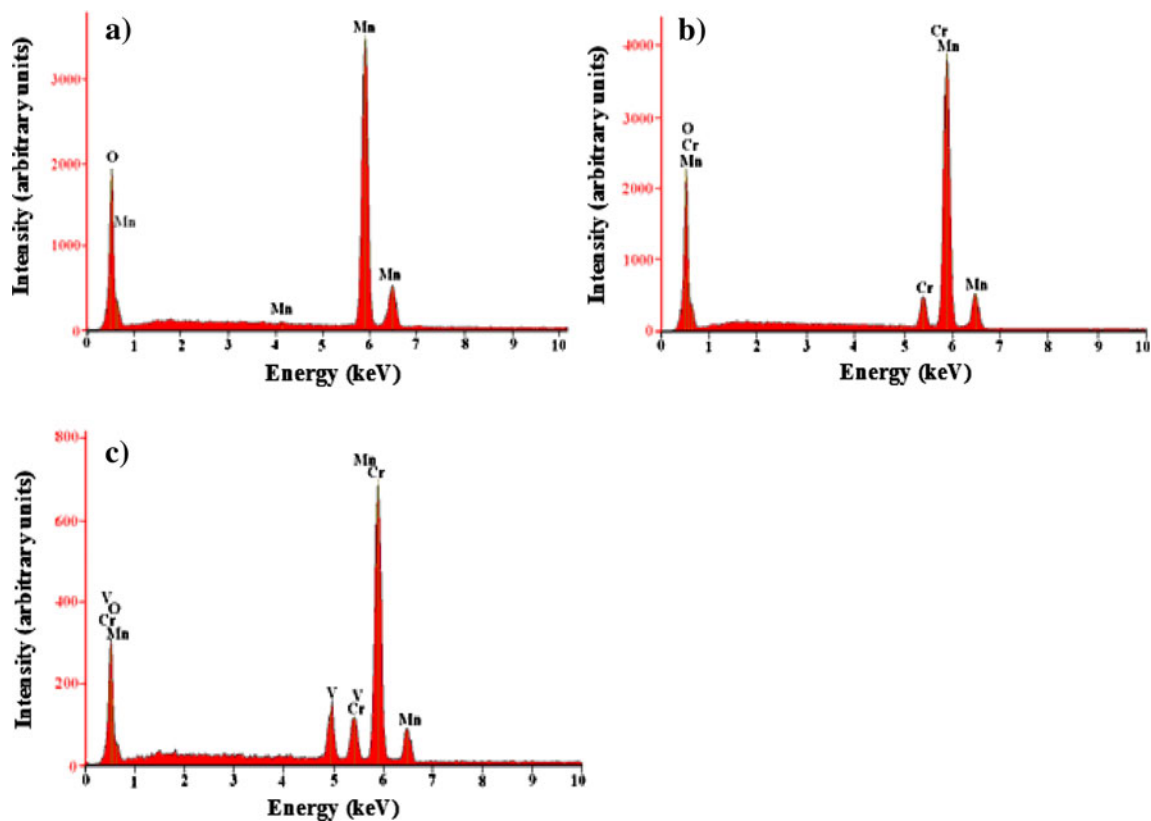 a)
Mn
3000
O
2000
Mn
1000
Mn
Mn
0
0 1 2 3 4 5 6 7 8 9 10
Energy (keV)
Intensity (arbitrary units)
b)
Cr
Mn
4000
3000
O
Cr
Mn
2000
1000
Cr
Mn
0
0 1 2 3 4 5 6 7 8 9 10
Energy (keV)
Intensity (arbitrary units)
c)
800
Mn
Cr
600
400
V
O
Cr
Mn
200
V
V
Cr
Mn
0
0 1 2 3 4 5 6 7 8 9 10
Energy (keV)
Intensity (arbitrary units)